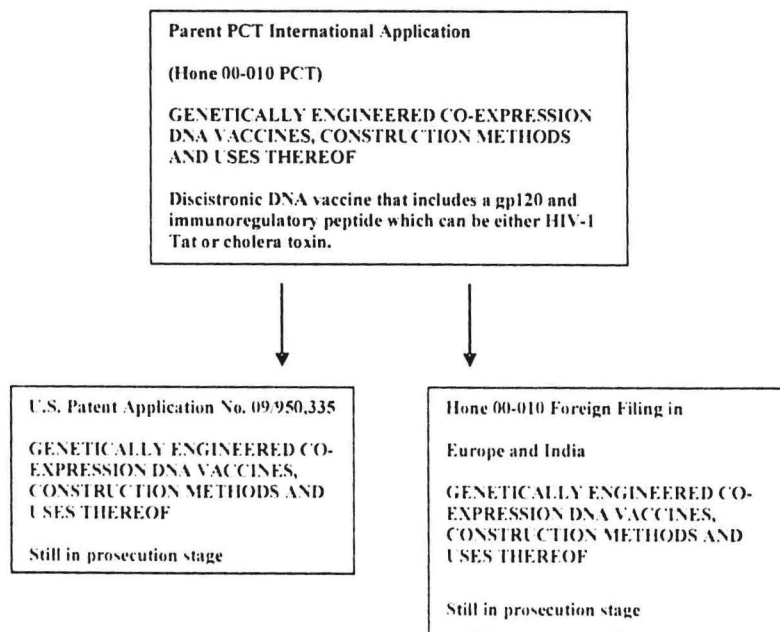 Parent PCT International Application
(Hone 00-010 PCT)
GENETICALLY ENGINEERED CO-EXPRESSION
DNA VACCINES, CONSTRUCTION METHODS
AND USES THEREOF
Discistronic DNA vaccine that includes a gp120 and
immunoregulatory peptide which can be either HIV-1
Tat or cholera toxin.
U.S. Patent Application No. 09/950,335
GENETICALLY ENGINEERED CO-
EXPRESSION DNA VACCINES,
CONSTRUCTION METHODS AND
USES THEREOF
Still in prosecution stage
Hone 00-010 Foreign Filing in
Europe and India
GENETICALLY ENGINEERED CO-
EXPRESSION DNA VACCINES,
CONSTRUCTION METHODS AND
USES THEREOF
Still in prosecution stage